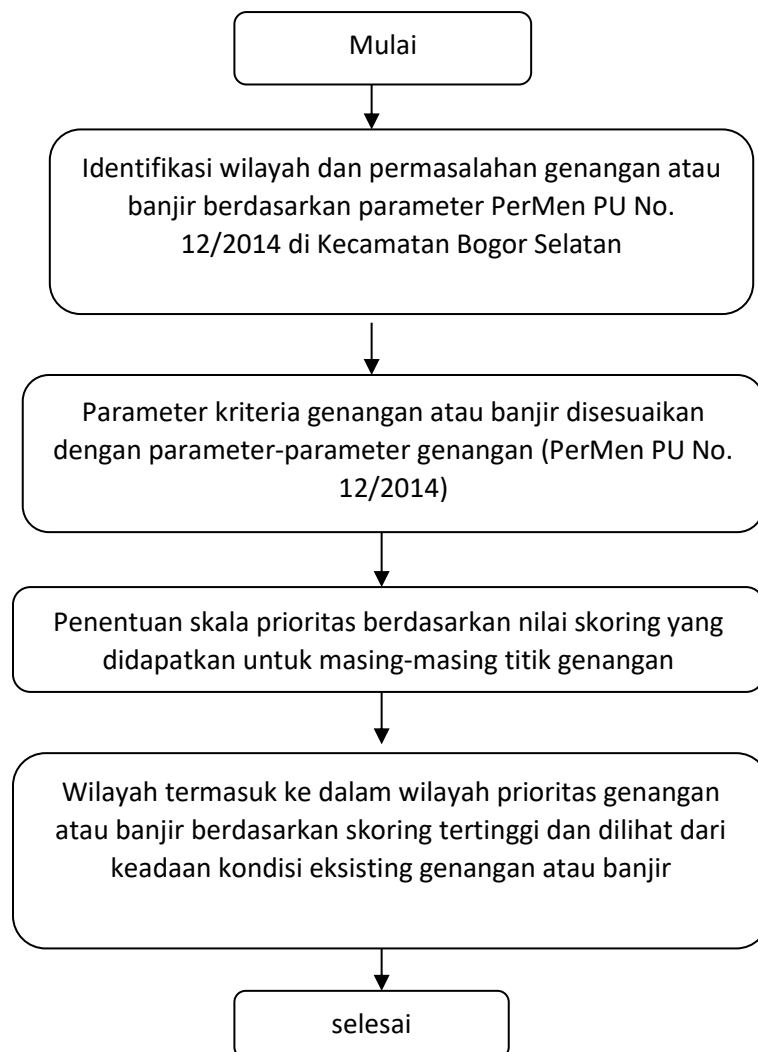 Mulai
Identifikasi wilayah dan permasalahan genangan atau
banjir berdasarkan parameter PerMen PU No.
12/2014 di Kecamatan Bogor Selatan
Parameter kriteria genangan atau banjir disesuaikan
dengan parameter-parameter genangan (PerMen PU No.
12/2014)
Penentuan skala prioritas berdasarkan nilai skoring yang
didapatkan untuk masing-masing titik genangan
Wilayah termasuk ke dalam wilayah prioritas genangan
atau banjir berdasarkan skoring tertinggi dan dilihat dari
keadaan kondisi eksisting genangan atau banjir
selesai